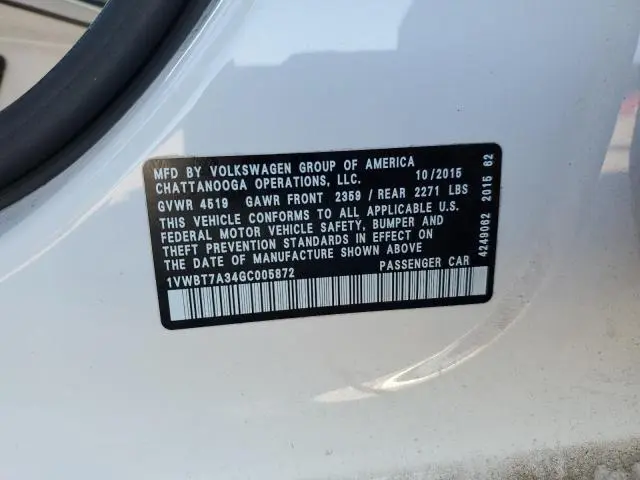 MFD BY VOLKSWAGEN GROUP OF AMERICA
CHATTANOOGA OPERATIONS, LLC. 10/2015
GVWR 4519 GAWR FRONT 2359 / REAR 2271 LBS
THIS VEHICLE CONFORMS TO ALL APPLICABLE U.S.
FEDERAL MOTOR VEHICLE SAFETY, BUMPER AND
THEFT PREVENTION STANDARDS IN EFFECT ON
THE DATE OF MANUFACTURE SHOWN ABOVE
1VWBT7A34GC005872 PASSENGER CAR
4249062 2015 62